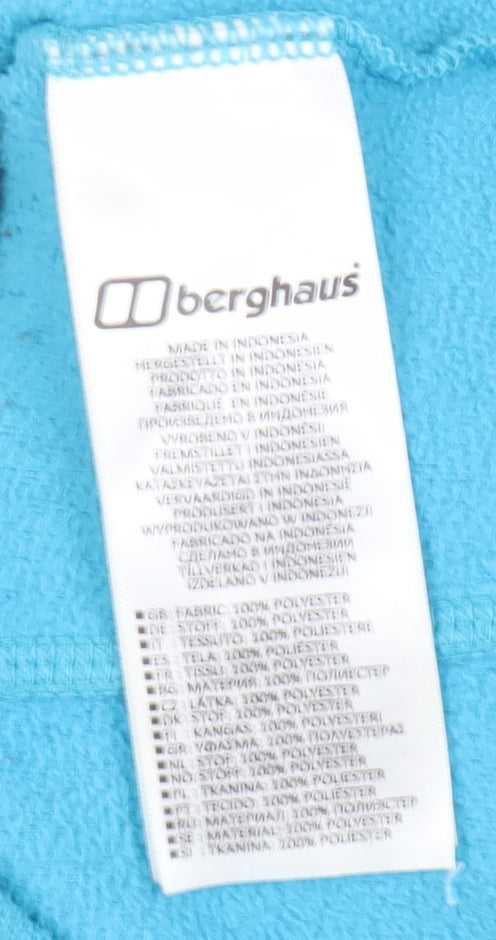 berghaus
MADE IN INDONESIA
HERGESTELLT IN INDONESIEN
PRODOTTO IN INDONESIA
FABRICADO EN INDONESIA
FABRIQUÉ EN INDONÉSIE
ПРОИЗВЕДЕНО В ИНДОНЕЗИЯ
VYROBENO V INDONÉSII
FREMSTILLET I INDONESIEN
VALMISTETTU INDONESIASSA
ΚΑΤΑΣΚΕΥΑΖΕΤΑΙ ΣΤΗΝ ΙΝΔΟΝΗΣΙΑ
VERVAARDIGD IN INDONESIË
PRODUSERT I INDONESIA
WYPRODUKOWANO W INDONEZJI
FABRICADO NA INDONÉSIA
СДЕЛАНО В ИНДОНЕЗИИ
TILLVERKAD I INDONESIEN
IZDELANO V INDONEZIJI
GB: FABRIC: 100% POLYESTER
DE: STOFF: 100% POLYESTER
IT: TESSUTO: 100% POLIESTERE
ES: TELA: 100% POLYESTER
FR: TISSU: 100% POLYESTER
BG: МАТЕРИЯ: 100% ПОЛИЕСТЕР
CZ: LÁTKA: 100% POLYESTER
DK: STOF: 100% POLYESTER
FI: KANGAS: 100% POLYESTERI
GR: ΥΦΑΣΜΑ: 100% ΠΟΛΥΕΣΤΕΡΑΣ
NL: STOF: 100% POLYESTER
NO: STOFF: 100% POLYESTER
PL: TKANINA: 100% POLYESTER
PT: TECIDO: 100% POLYESTER
RU: МАТЕРИАЛ: 100% ПОЛИЭСТЕР
SE: MATERIAL: 100% POLYESTER
SI: TKANINA: 100% POLIESTER